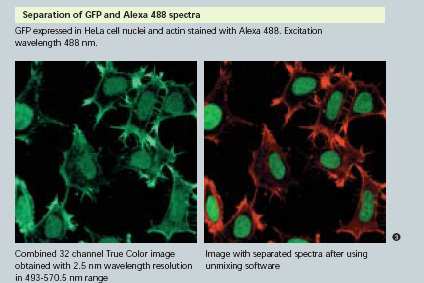 Separation of GFP and Alexa 488 spectra
GFP expressed in HeLa cell nuclei and actin stained with Alexa 488. Excitation
wavelength 488 nm.
3
Combined 32 channel True Color image
obtained with 2.5 nm wavelength resolution
in 493-570.5 nm range
Image with separated spectra after using
unmixing software